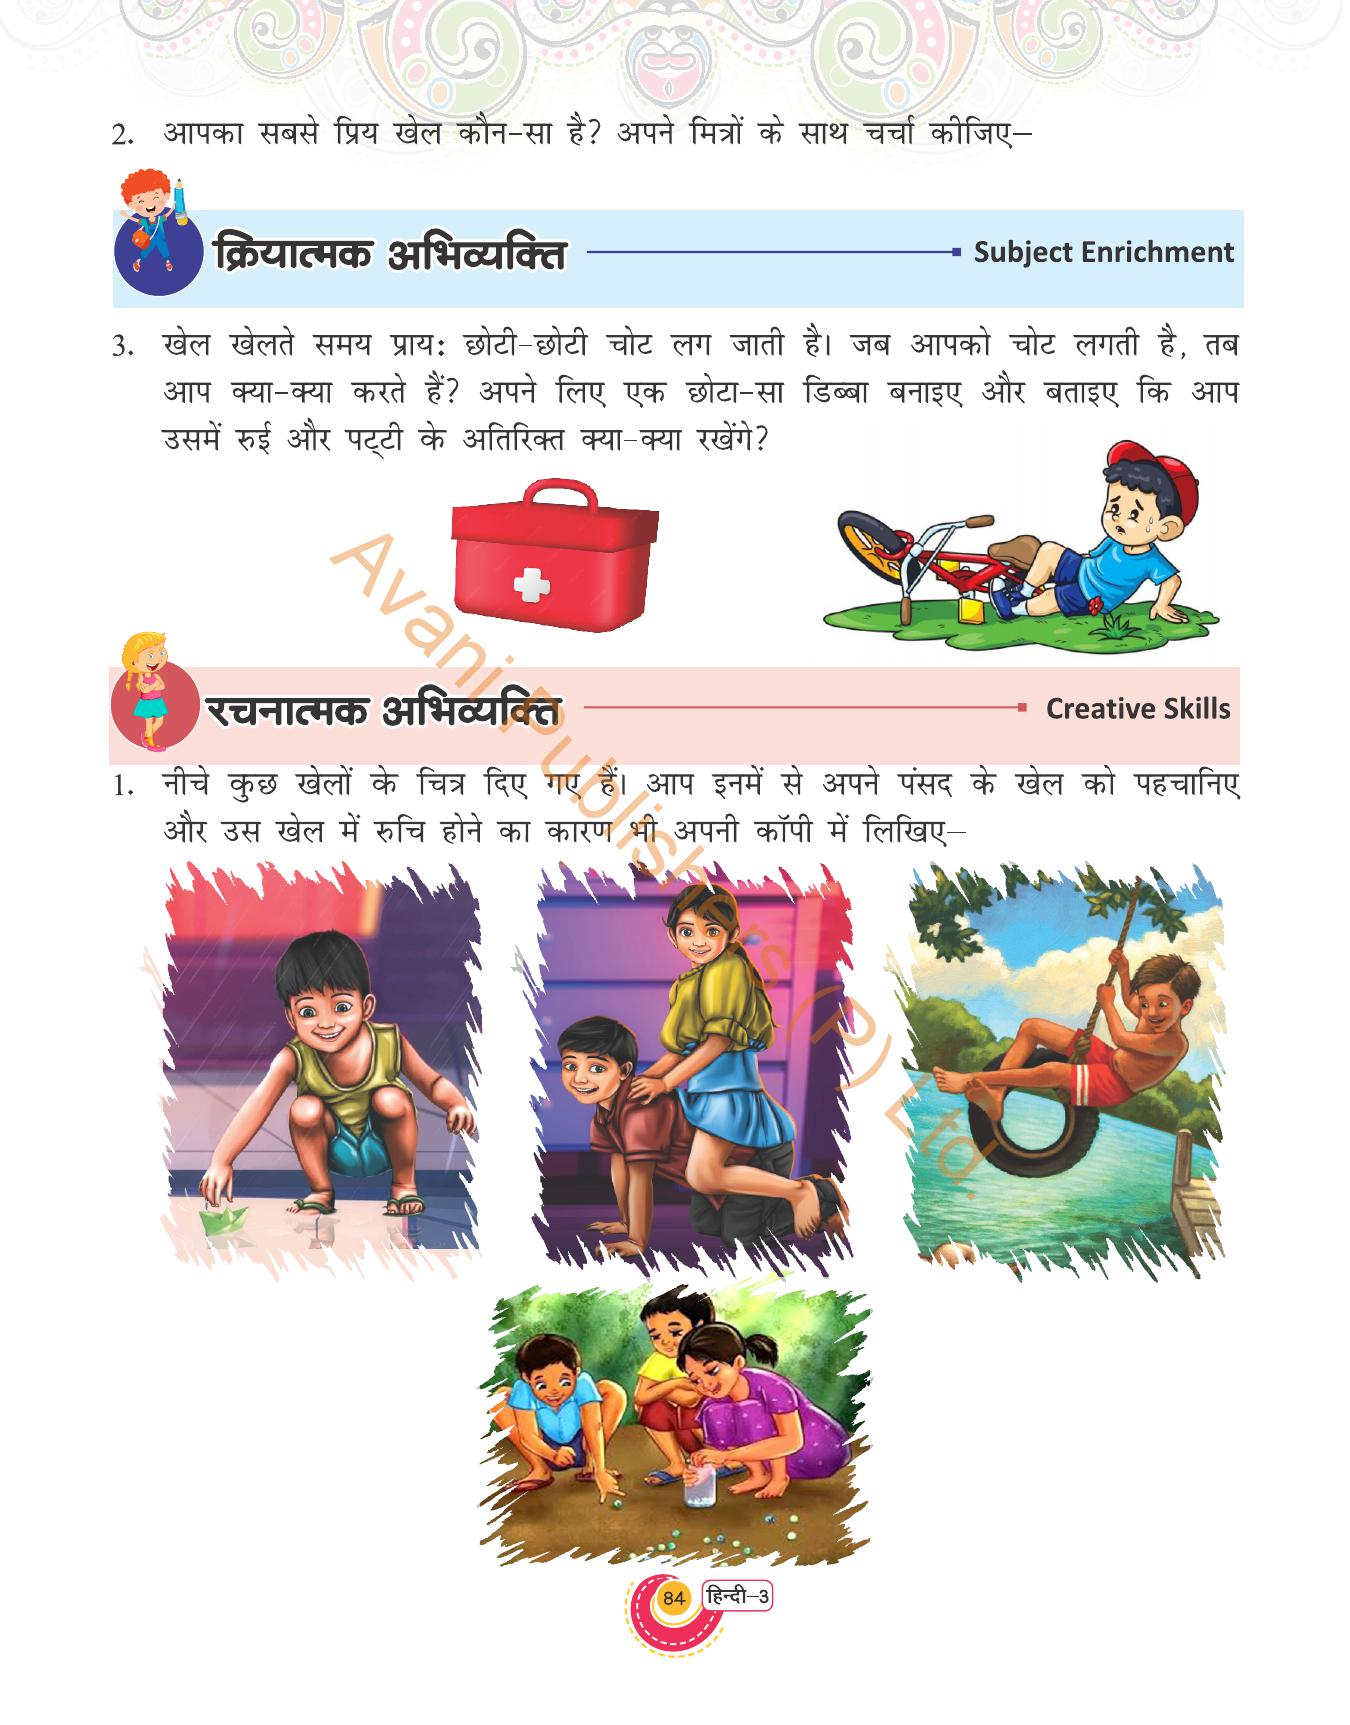 2. आपका सबसे प्रिय खेल कौन-सा है? अपने मित्रों के साथ चर्चा कीजिए–
क्रियात्मक अभिव्यक्ति Subject Enrichment
3. खेल खेलते समय प्राय: छोटी-छोटी चोट लग जाती है। जब आपको चोट लगती है, तब
आप क्या-क्या करते हैं? अपने लिए एक छोटा-सा डिब्बा बनाइए और बताइए कि आप
उसमें रुई और पट्टी के अतिरिक्त क्या-क्या रखेंगे?
रचनात्मक अभिव्यक्ति Creative Skills
1. नीचे कुछ खेलों के चित्र दिए गए हैं। आप इनमें से अपने पंसद के खेल को पहचानिए
और उस खेल में रुचि होने का कारण भी अपनी कॉपी में लिखिए–
Avani Publishers (P) Ltd.
84 हिन्दी–3